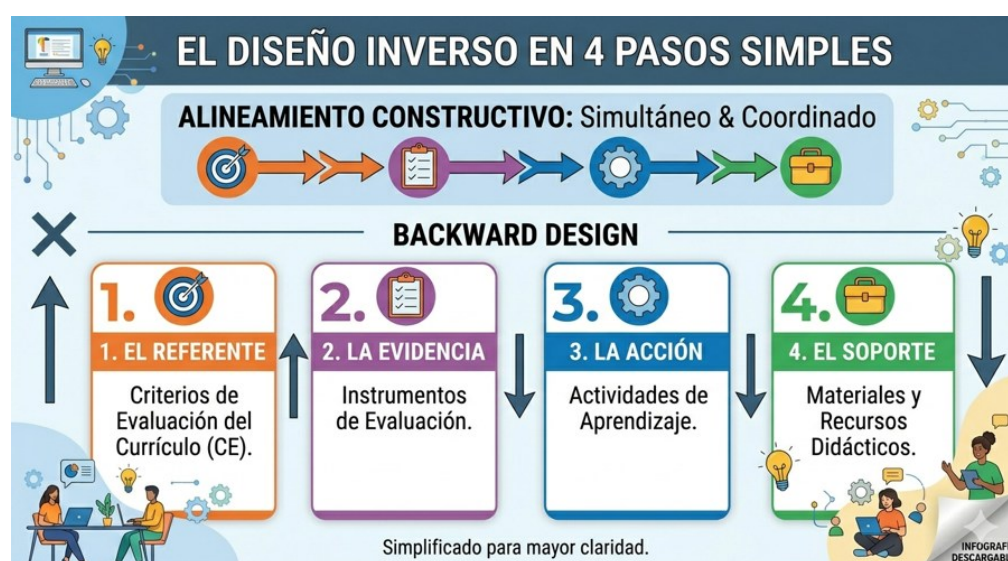 EL DISEÑO INVERSO EN 4 PASOS SIMPLES
ALINEAMIENTO CONSTRUCTIVO: Simultáneo & Coordinado
BACKWARD DESIGN
1.
1. EL REFERENTE
Criterios de
Evaluación del
Currículo (CE).
2.
2. LA EVIDENCIA
Instrumentos
de Evaluación.
3.
3. LA ACCIÓN
Actividades de
Aprendizaje.
4.
4. EL SOPORTE
Materiales y
Recursos
Didácticos.
Simplificado para mayor claridad.
INFOGRAF
DESCARGABL